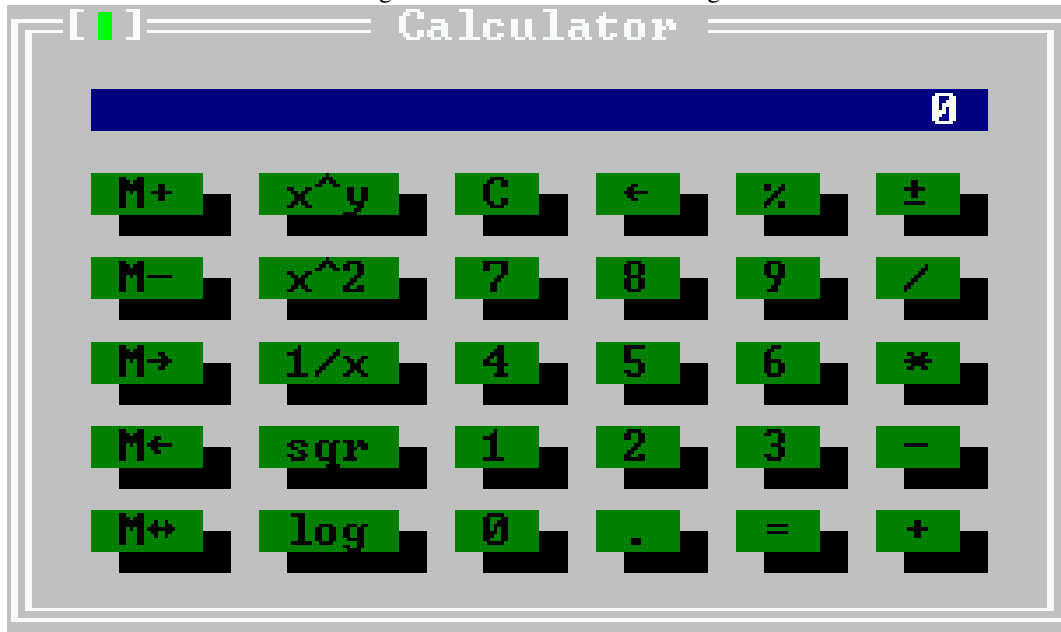 [▮] Calculator
0
M+ x^y C ← % ±
M- x^2 7 8 9 /
M→ 1/x 4 5 6 *
M← sqr 1 2 3 -
M↔ log 0 . = +